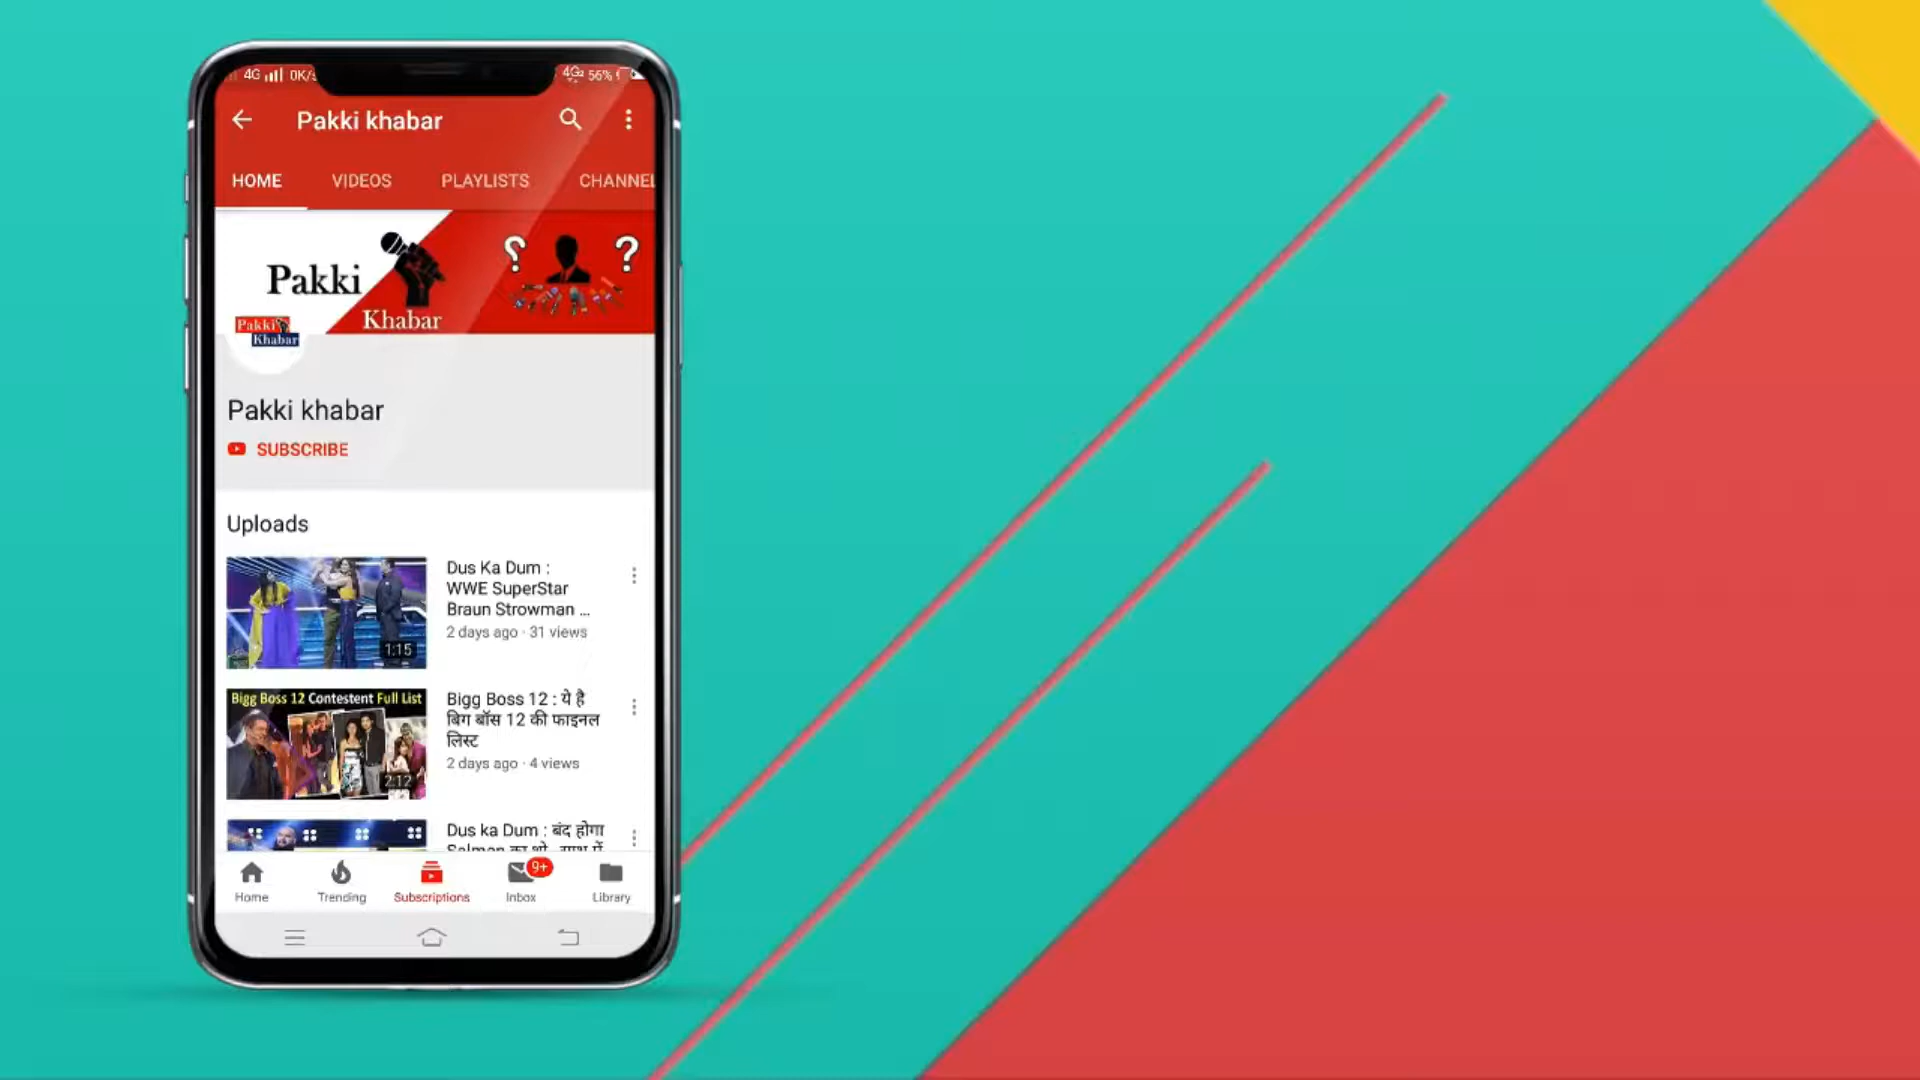 4G 0K/s 56%
Pakki khabar
HOME VIDEOS PLAYLISTS CHANNEL
Pakki
Khabar
? ?
Pakki
Khabar
Pakki khabar
SUBSCRIBE
Uploads
Dus Ka Dum :
WWE SuperStar
Braun Strowman ...
2 days ago · 31 views
1:15
Bigg Boss 12 Contestent Full List
Bigg Boss 12 : ये है
बिग बॉस 12 की फाइनल
लिस्ट
2 days ago · 4 views
2:12
Dus ka Dum : बंद होगा
Salman का शो
9+
Home Trending Subscriptions Inbox Library